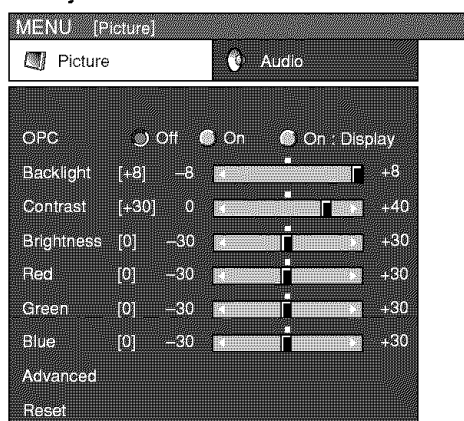 MENU [Picture]
Picture Audio
OPC Off On On : Display
Backlight [+8] –8 +8
Contrast [+30] 0 +40
Brightness [0] –30 +30
Red [0] –30 +30
Green [0] –30 +30
Blue [0] –30 +30
Advanced
Reset